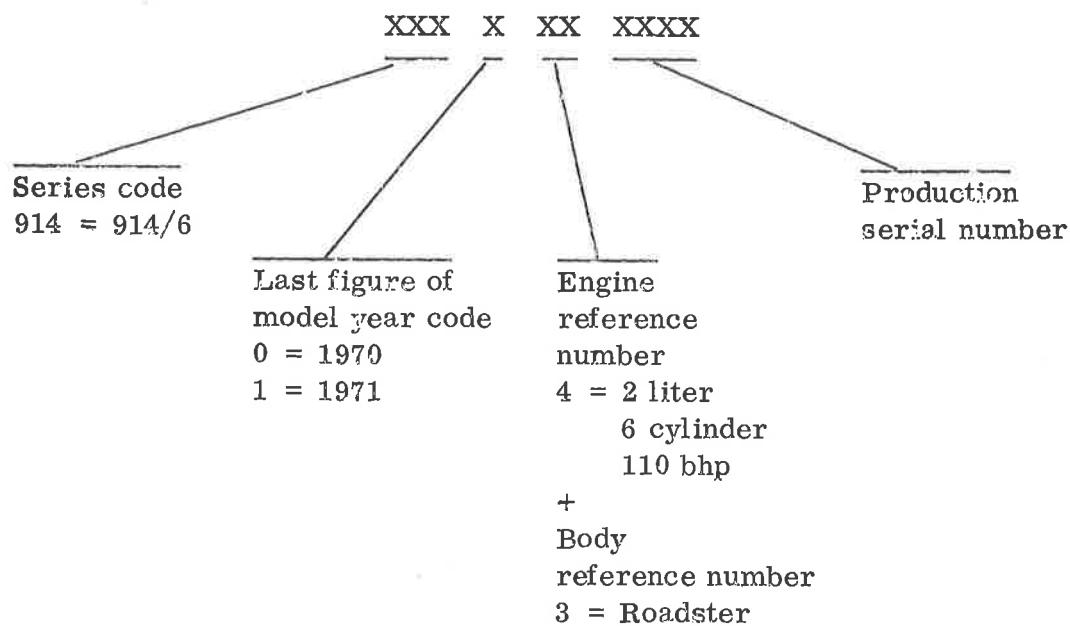 XXX X XX XXXX
Series code
914 = 914/6
Last figure of
model year code
0 = 1970
1 = 1971
Engine
reference
number
4 = 2 liter
6 cylinder
110 bhp
+
Body
reference number
3 = Roadster
Production
serial number